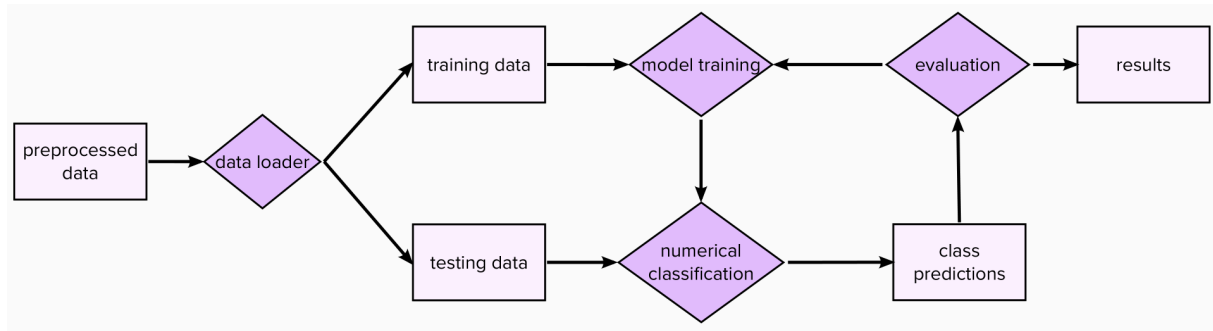 preprocessed
data
data loader
training data
testing data
model training
numerical
classification
evaluation
class
predictions
results